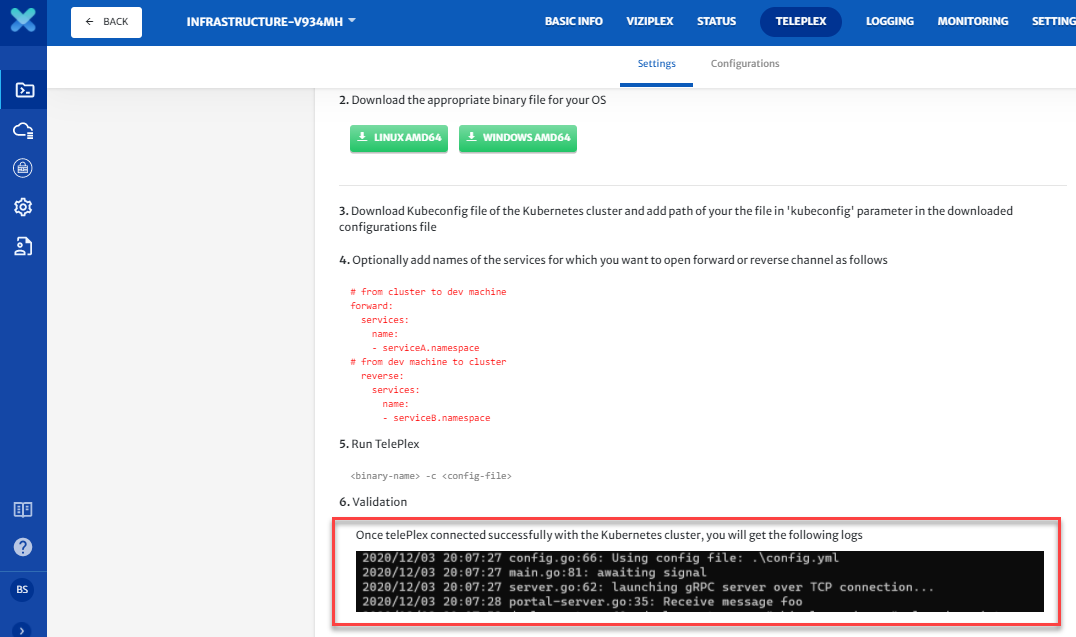 BACK
INFRASTRUCTURE-V934MH
BASIC INFO
VIZIPLEX
STATUS
TELEPLEX
LOGGING
MONITORING
SETTING
Settings
Configurations
2. Download the appropriate binary file for your OS
LINUX AMD64
WINDOWS AMD64
3. Download Kubeconfig file of the Kubernetes cluster and add path of your the file in 'kubeconfig' parameter in the downloaded
configurations file
4. Optionally add names of the services for which you want to open forward or reverse channel as follows
# from cluster to dev machine
forward:
services:
name:
- serviceA.namespace
# from dev machine to cluster
reverse:
services:
name:
- serviceB.namespace
5. Run TelePlex
<binary-name> -c <config-file>
6. Validation
Once telePlex connected successfully with the Kubernetes cluster, you will get the following logs
2020/12/03 20:07:27 config.go:66: Using config file: .\config.yml
2020/12/03 20:07:27 main.go:81: awaiting signal
2020/12/03 20:07:27 server.go:62: launching gRPC server over TCP connection...
2020/12/03 20:07:28 portal-server.go:35: Receive message foo
BS